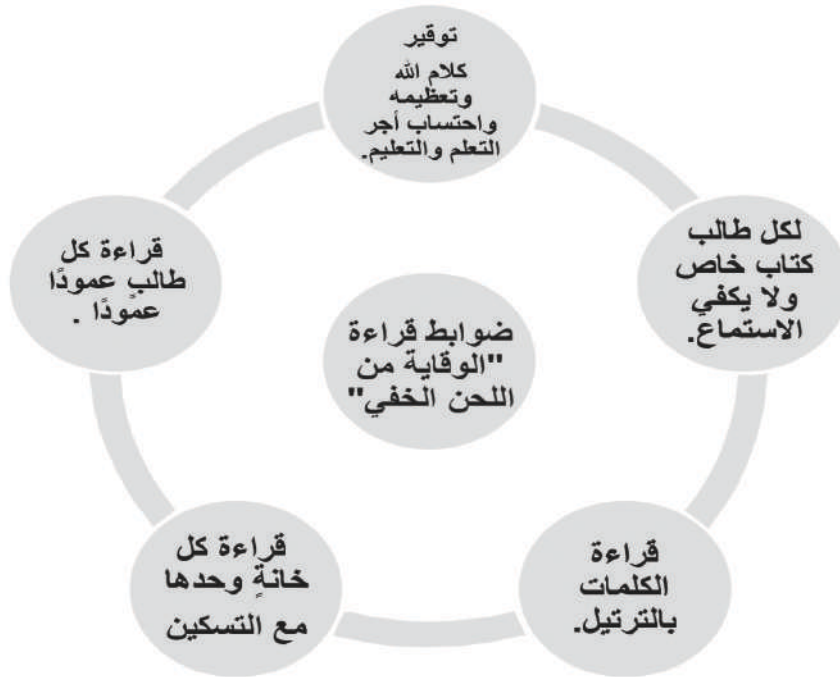 توقير
كلام الله
وتعظيمه
واحتساب أجر
التعلم والتعليم.
لكل طالب
كتاب خاص
ولا يكفي
الاستماع.
قراءة
الكلمات
بالترتيل.
قراءة كل
خانةٍ وحدها
مع التسكين
قراءة كل
طالبٍ عمودًا
عمودًا .
ضوابط قراءة
"الوقاية من
اللحن الخفي"